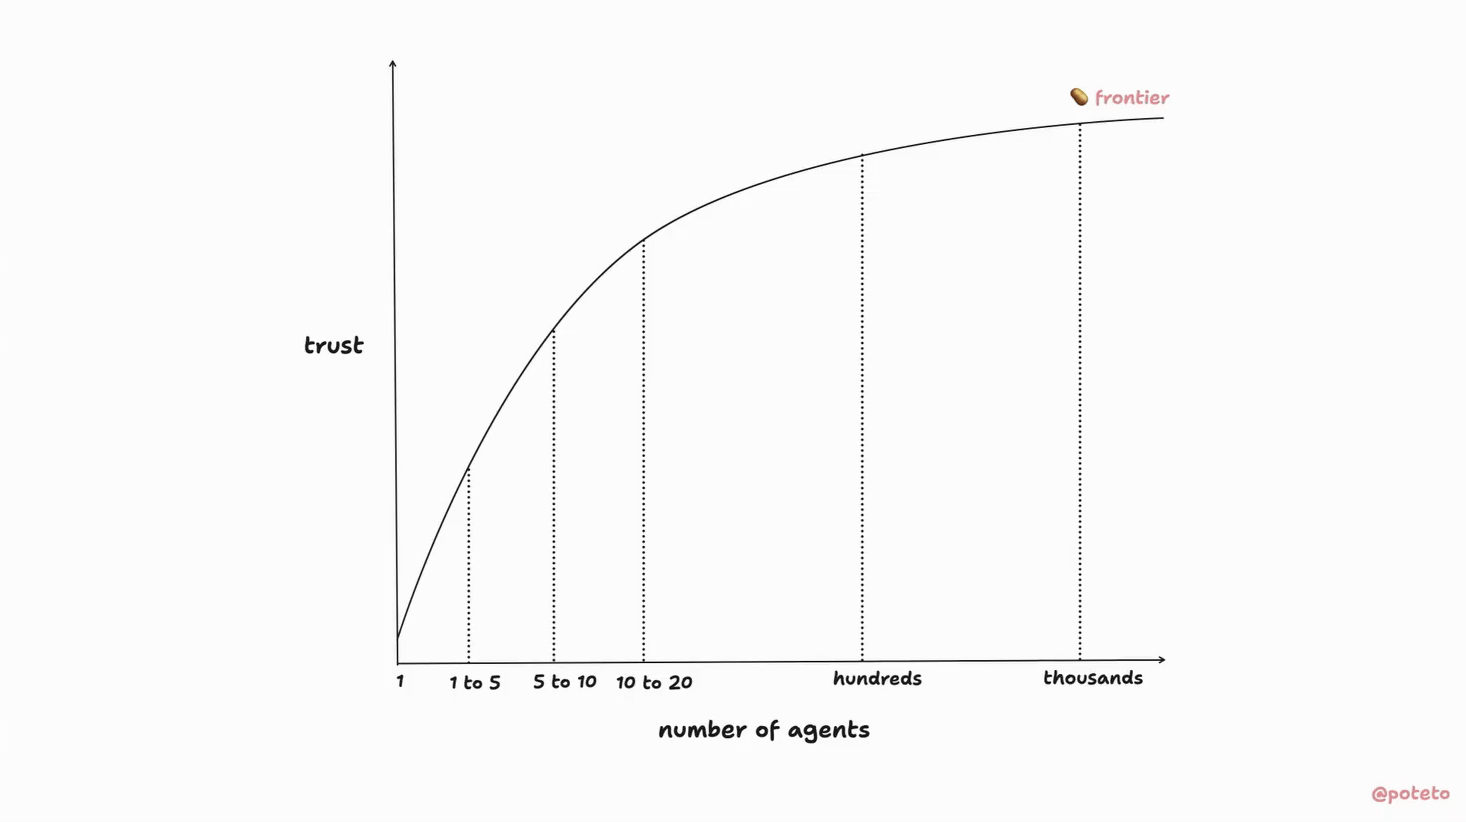 🥔 frontier
trust
1
1 to 5
5 to 10
10 to 20
hundreds
thousands
number of agents
@poteto